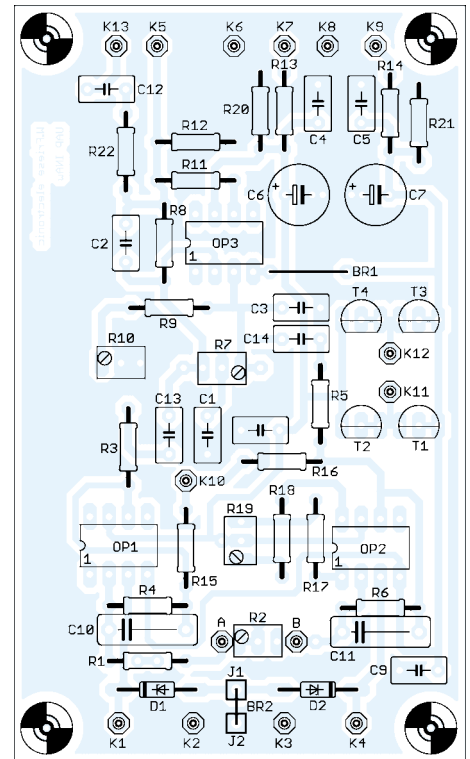 K13 K5 K6 K7 K8 K9
R13 R14
C12
R20 C4 C5 R21
R12
R22
R11
C6 C7
R8
C2 OP3
1
BR1
T4 T3
C3
R9
C14
R10 R7
K12
R5
K11
C13 C1
R3
T2 T1
R16
K10
R18
R19
OP1 OP2
1 1
R15 R17
R4 R6
A R2 B
C10 C11
R1 C9
J1
D1 BR2 D2
K1 K2 J2 K3 K4